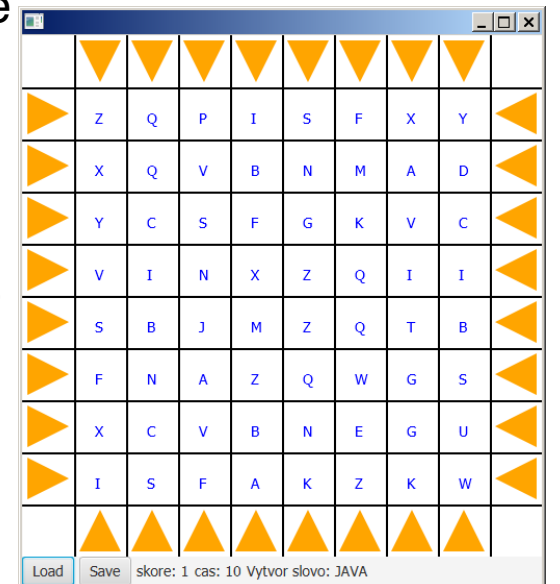 e
Z Q P I S F X Y
X Q V B N M A D
Y C S F G K V C
V I N X Z Q I I
S B J M Z Q T B
F N A Z Q W G S
X C V B N E G U
I S F A K Z K W
Load Save skore: 1 cas: 10 Vytvor slovo: JAVA